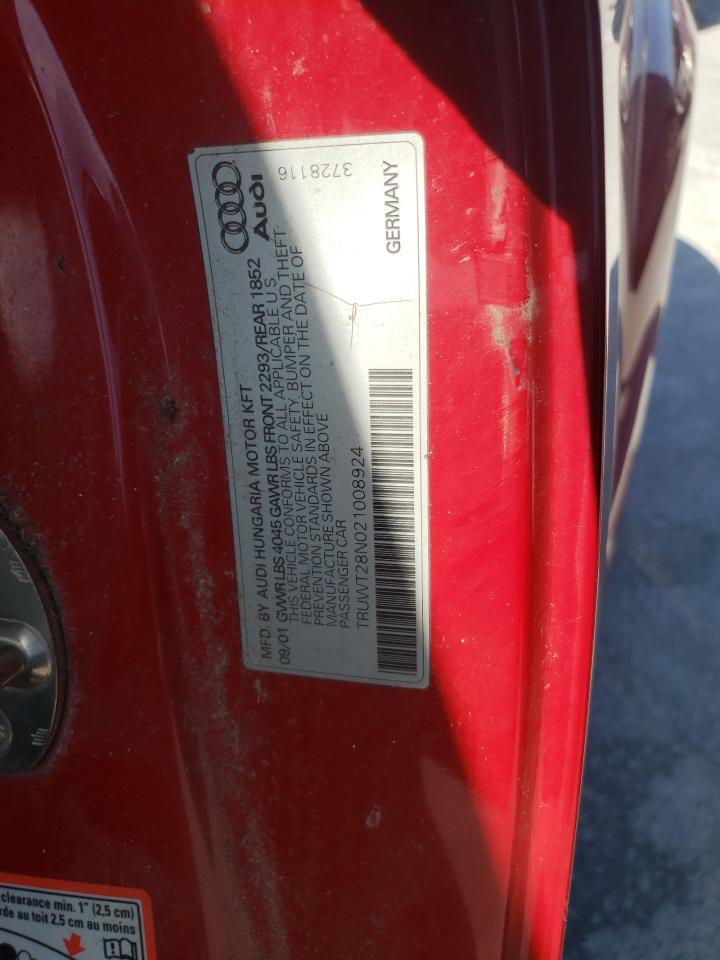 MFD. BY AUDI HUNGARIA MOTOR KFT
09/01 GVWR LBS 4045 GAWR LBS FRONT 2293/REAR 1852
THIS VEHICLE CONFORMS TO ALL APPLICABLE U S
FEDERAL MOTOR VEHICLE SAFETY, BUMPER AND THEFT
PREVENTION STANDARDS IN EFFECT ON THE DATE OF
MANUFACTURE SHOWN ABOVE
PASSENGER CAR
TRUWT28N021008924
Audi
3728116
GERMANY
clearance min. 1" (2,5 cm)
rde au toit 2,5 cm au moins